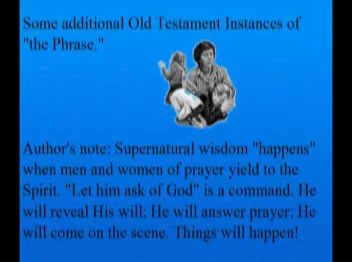 Some additional Old Testament Instances of
"the Phrase."
Author's note: Supernatural wisdom "happens"
when men and women of prayer yield to the
Spirit. "Let him ask of God" is a command. He
will reveal His will; He will answer prayer; He
will come on the scene. Things will happen!